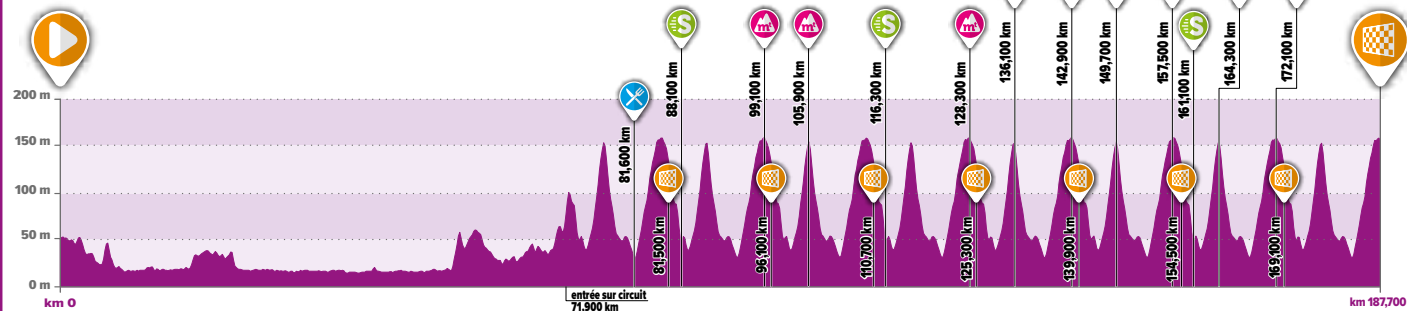 200 m
150 m
100 m
50 m
0 m
km 0
entrée sur circuit
71,900 km
81,600 km
81,500 km
S
88,100 km
99,100 km
96,100 km
105,900 km
110,700 km
S
116,300 km
128,300 km
125,300 km
136,100 km
142,900 km
139,900 km
149,700 km
157,500 km
154,500 km
S
161,100 km
164,300 km
172,100 km
169,100 km
km 187,700